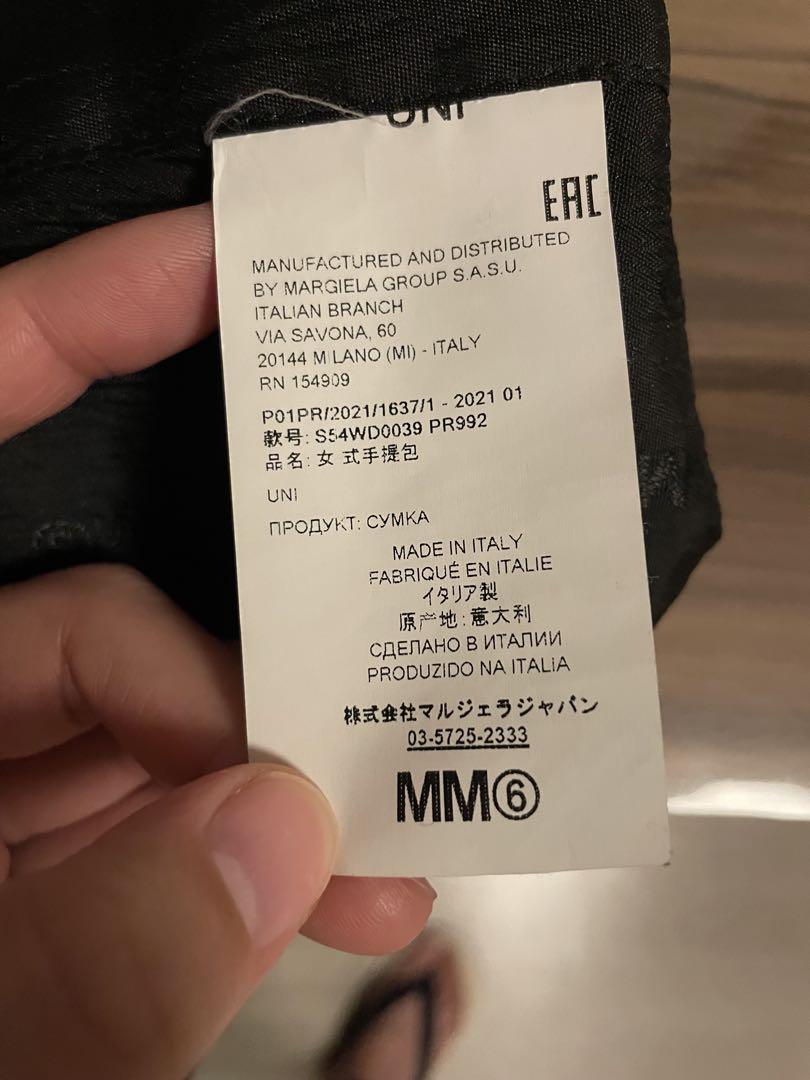 UNI
EAC
MANUFACTURED AND DISTRIBUTED
BY MARGIELA GROUP S.A.S.U.
ITALIAN BRANCH
VIA SAVONA, 60
20144 MILANO (MI) - ITALY
RN 154909
P01PR/2021/1637/1 - 2021 01
款号: S54WD0039 PR992
品名: 女 式手提包
UNI
ПРОДУКТ: СУМКА
MADE IN ITALY
FABRIQUÉ EN ITALIE
イタリア製
原产地: 意大利
СДЕЛАНО В ИТАЛИИ
PRODUZIDO NA ITALIA
株式会社マルジェラジャパン
03-5725-2333
MM⑥